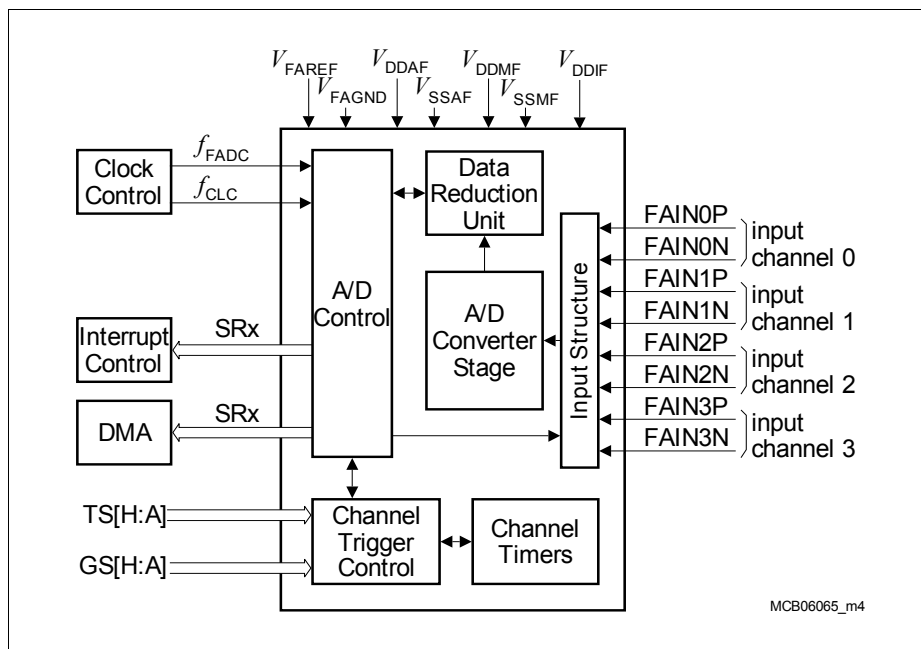 VFAREF
VDDAF
VDDMF
VDDIF
VFAGND
VSSAF
VSSMF
Clock
Control
fFADC
fCLC
A/D
Control
Data
Reduction
Unit
A/D
Converter
Stage
Input Structure
FAIN0P
FAIN0N
input
channel 0
FAIN1P
FAIN1N
input
channel 1
FAIN2P
FAIN2N
input
channel 2
FAIN3P
FAIN3N
input
channel 3
Interrupt
Control
SRx
DMA
SRx
TS[H:A]
GS[H:A]
Channel
Trigger
Control
Channel
Timers
MCB06065_m4